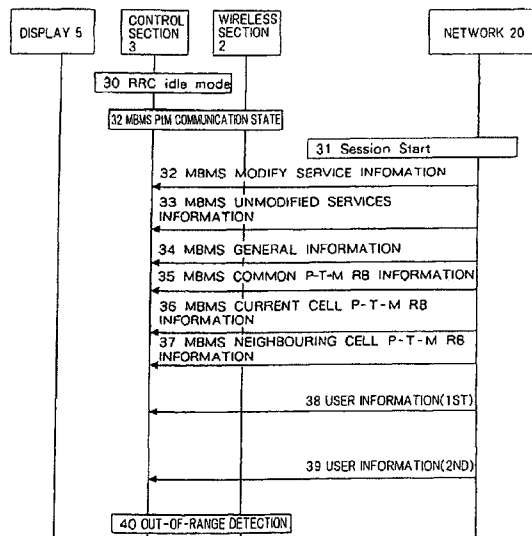 DISPLAY 5
CONTROL
SECTION
3
WIRELESS
SECTION
2
NETWORK 20
30 RRC idle mode
32 MBMS PtM COMMUNICATION STATE
31 Session Start
32 MBMS MODIFY SERVICE INFOMATION
33 MBMS UNMODIFIED SERVICES
INFORMATION
34 MBMS GENERAL INFORMATION
35 MBMS COMMON P-T-M RB INFORMATION
36 MBMS CURRENT CELL P-T-M RB
INFORMATION
37 MBMS NEIGHBOURING CELL P-T-M RB
INFORMATION
38 USER INFORMATION(1ST)
39 USER INFORMATION(2ND)
40 OUT-OF-RANGE DETECTION